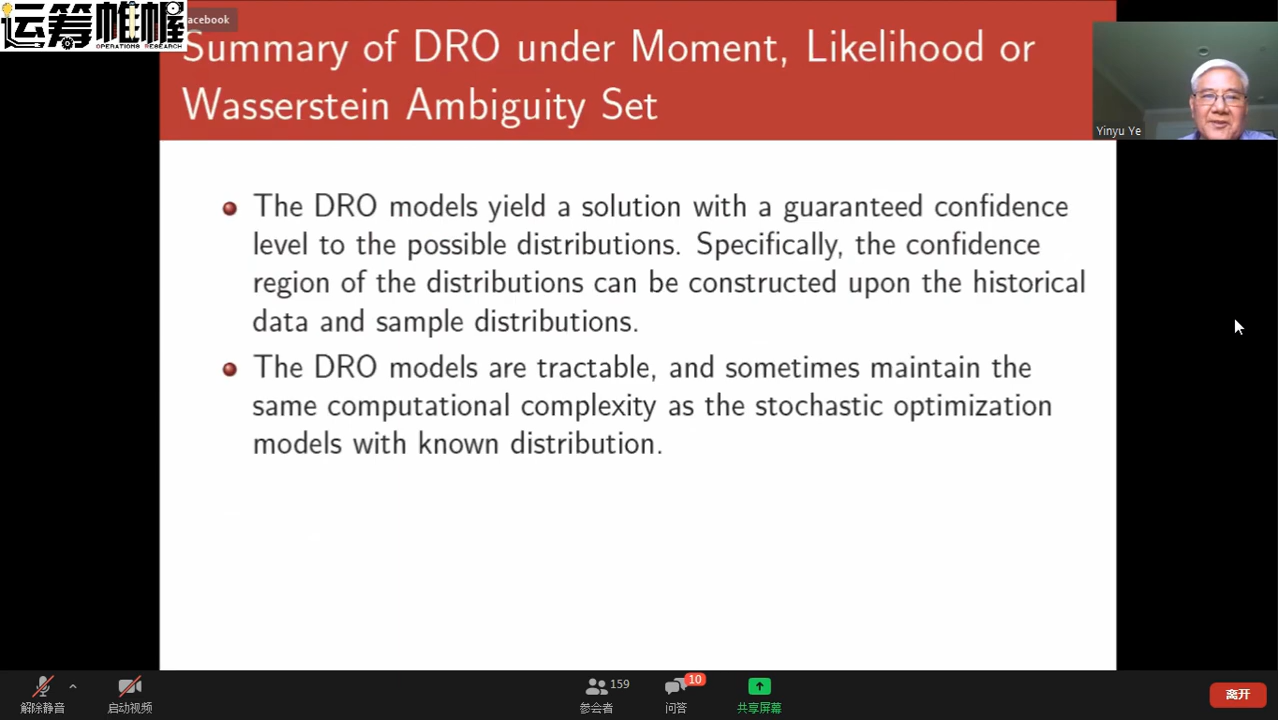 运筹帷幄
OPERATIONS RESEARCH
acebook
Summary of DRO under Moment, Likelihood or
Wasserstein Ambiguity Set
Yinyu Ye
The DRO models yield a solution with a guaranteed confidence
level to the possible distributions. Specifically, the confidence
region of the distributions can be constructed upon the historical
data and sample distributions.
The DRO models are tractable, and sometimes maintain the
same computational complexity as the stochastic optimization
models with known distribution.
159
10
解除静音
启动视频
参会者
问答
共享屏幕
离开